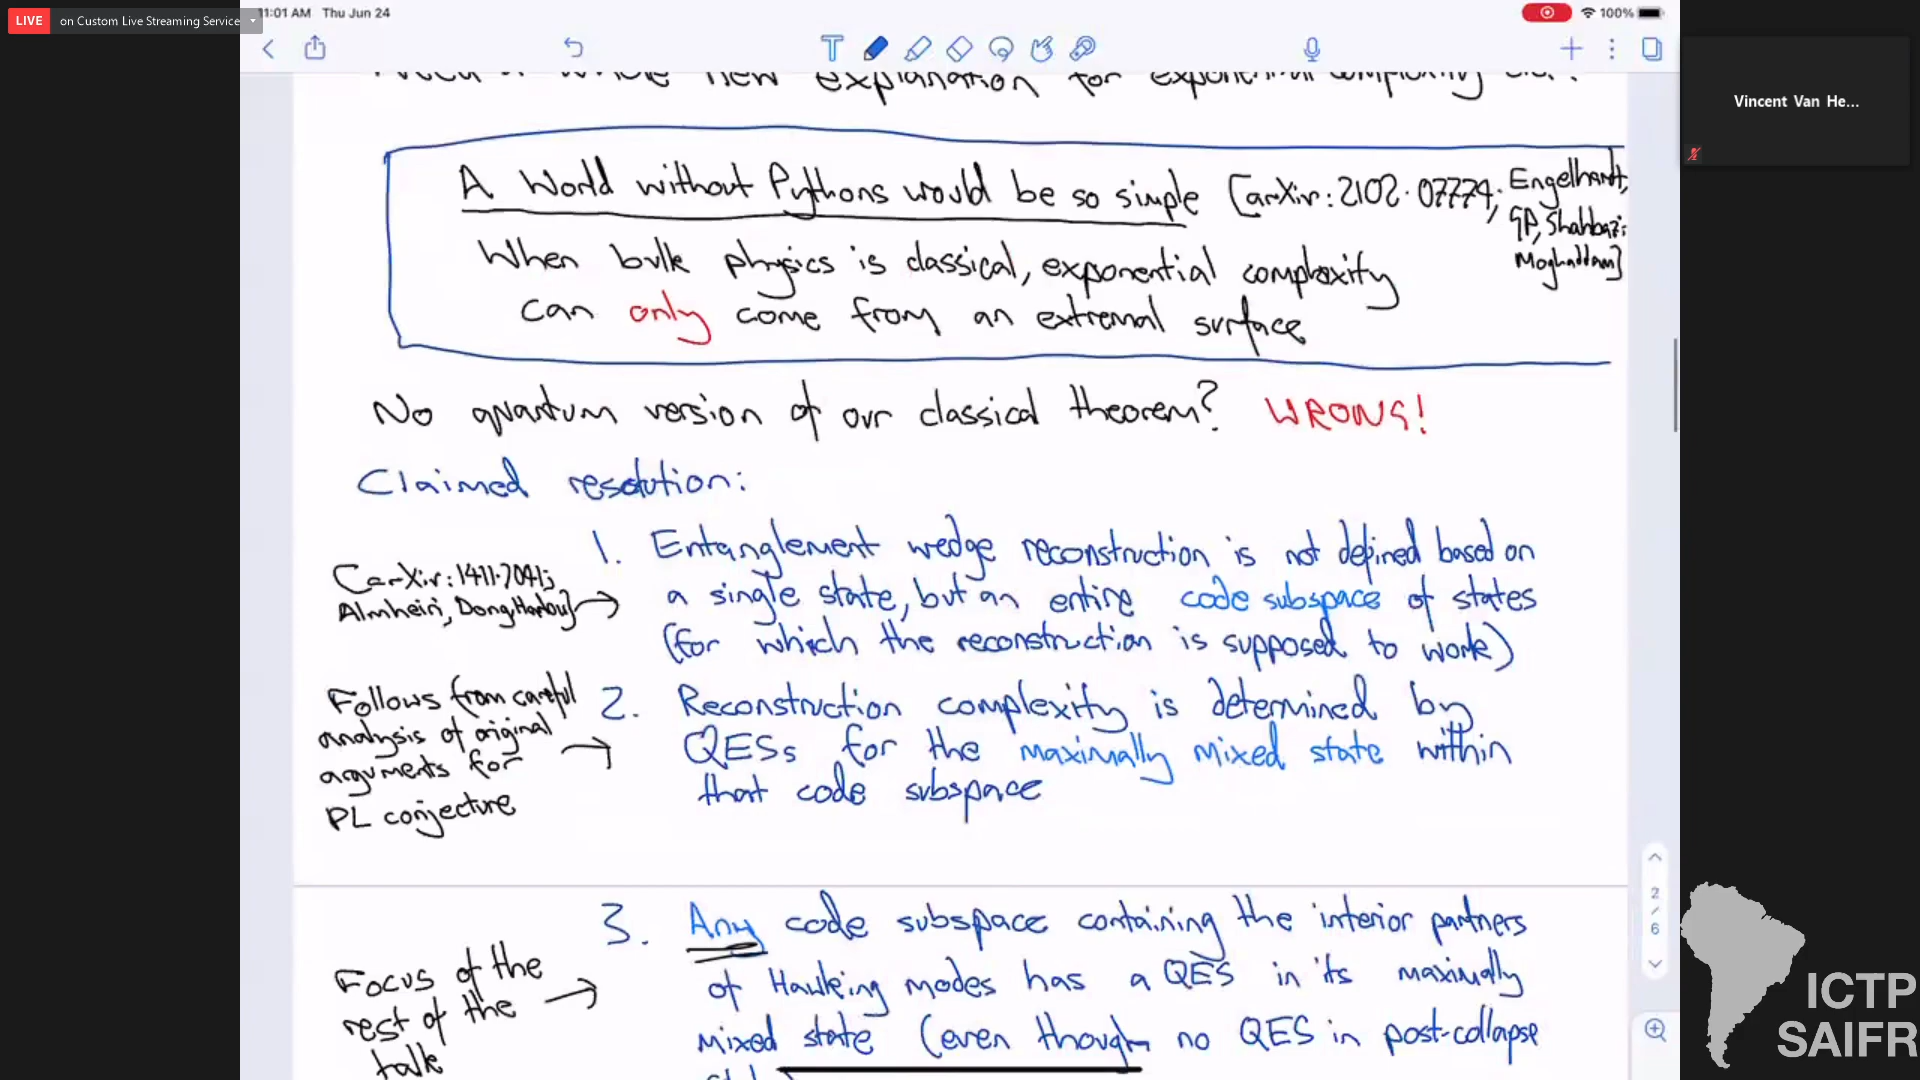 LIVE on Custom Live Streaming Service
11:01 AM Thu Jun 24
100%
new explanation for exponential complexity
A World without Pythons would be so simple [arXiv:2102.07774; Engelhardt,
GP, Shahbazi-
Moghaddam]
When bulk physics is classical, exponential complexity
can only come from an extremal surface
No quantum version of our classical theorem? WRONG!
Claimed resolution:
[arXiv:1411.7041;
Almheiri, Dong, Harlow] →
1. Entanglement wedge reconstruction is not defined based on
a single state, but an entire code subspace of states
(for which the reconstruction is supposed to work)
Follows from careful
analysis of original
arguments for →
PL conjecture
2. Reconstruction complexity is determined by
QESs for the maximally mixed state within
that code subspace
Focus of the
rest of the →
talk
3. Any code subspace containing the interior partners
of Hawking modes has a QES in its maximally
mixed state (even though no QES in post-collapse
Vincent Van He...
2
/
6
ICTP
SAIFR